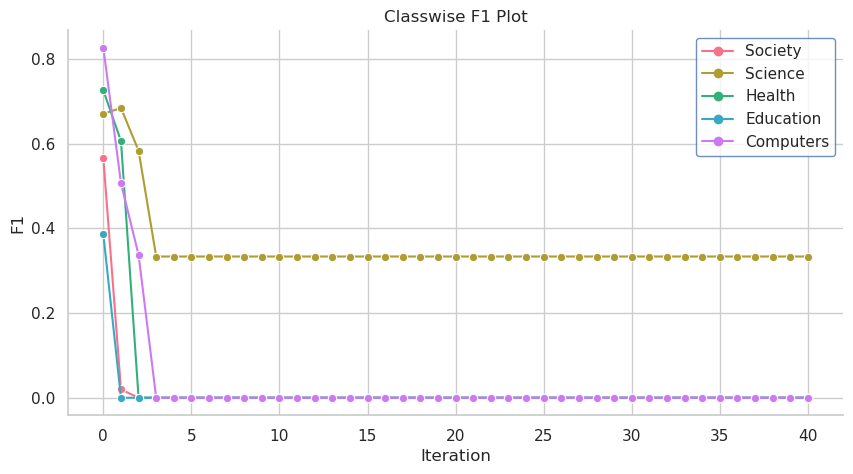 Classwise F1 Plot
Society
Science
Health
Education
Computers
F1
0.8
0.6
0.4
0.2
0.0
0 5 10 15 20 25 30 35 40
Iteration